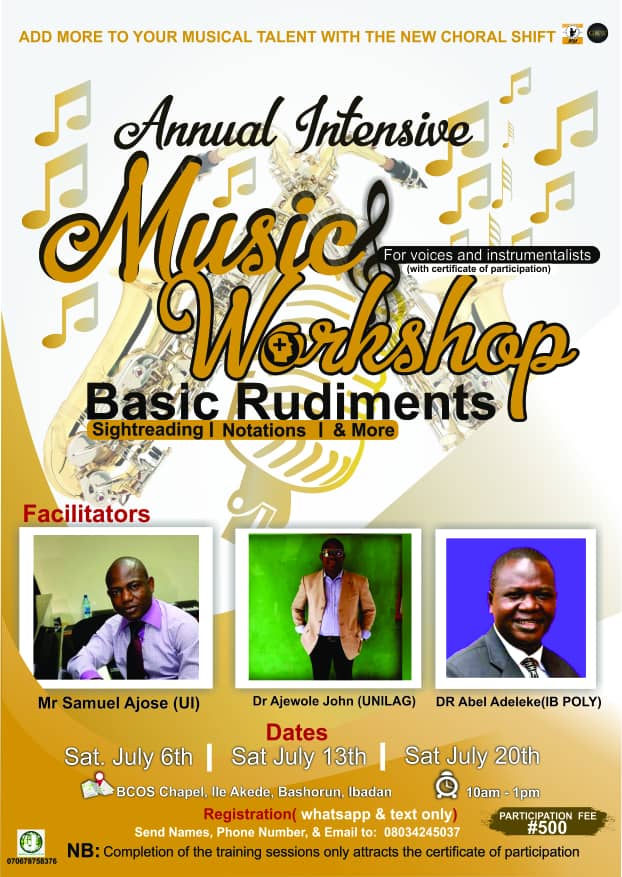 ADD MORE TO YOUR MUSICAL TALENT WITH THE NEW CHORAL SHIFT
Annual Intensive
Music
For voices and instrumentalists
(with certificate of participation)
Workshop
Basic Rudiments
Sightreading | Notations | & More
Facilitators
Mr Samuel Ajose (UI)
Dr Ajewole John (UNILAG)
DR Abel Adeleke(IB POLY)
Dates
Sat. July 6th | Sat July 13th | Sat July 20th
BCOS Chapel, Ile Akede, Bashorun, Ibadan
10am - 1pm
Registration( whatsapp & text only)
Send Names, Phone Number, & Email to: 08034245037
PARTICIPATION FEE
#500
070678758376
NB: Completion of the training sessions only attracts the certificate of participation